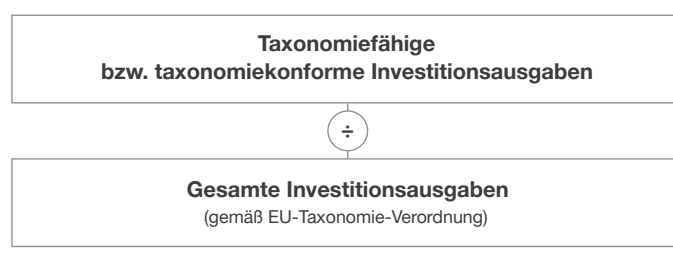 Taxonomiefähige
bzw. taxonomiekonforme Investitionsausgaben
÷
Gesamte Investitionsausgaben
(gemäß EU-Taxonomie-Verordnung)